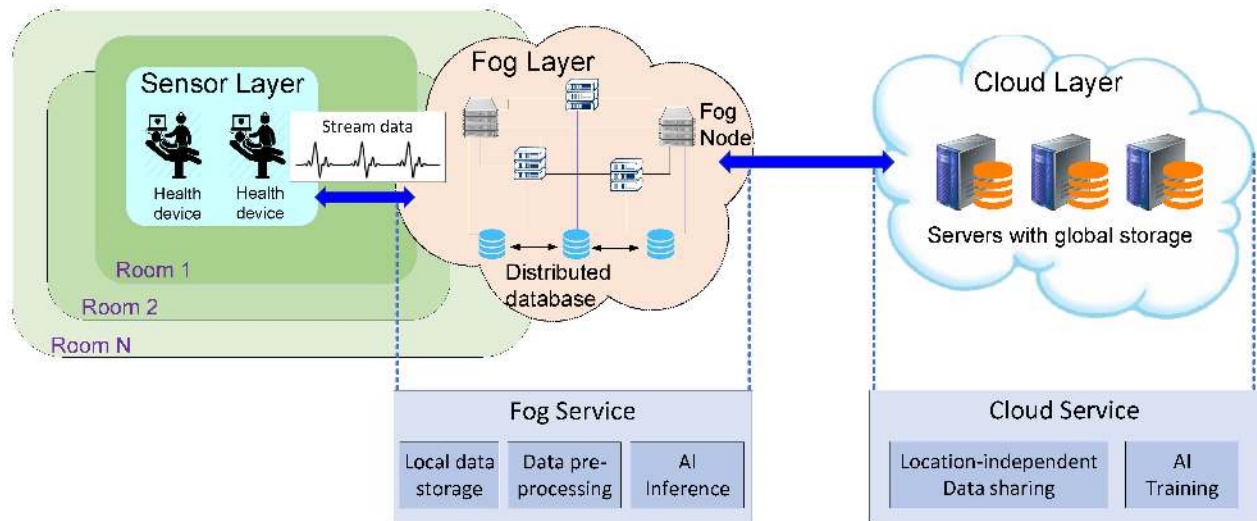 Sensor Layer
Health
device
Health
device
Room 1
Room 2
Room N
Stream data
Fog Layer
Fog
Node
Distributed
database
Cloud Layer
Servers with global storage
Fog Service
Local data
storage
Data pre-
processing
AI
Inference
Cloud Service
Location-independent
Data sharing
AI
Training